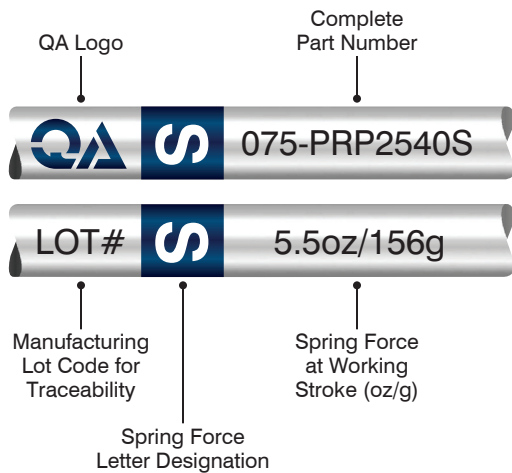 QA Logo
Complete
Part Number
QA S 075-PRP2540S
LOT# S 5.5oz/156g
Manufacturing
Lot Code for
Traceability
Spring Force
at Working
Stroke (oz/g)
Spring Force
Letter Designation